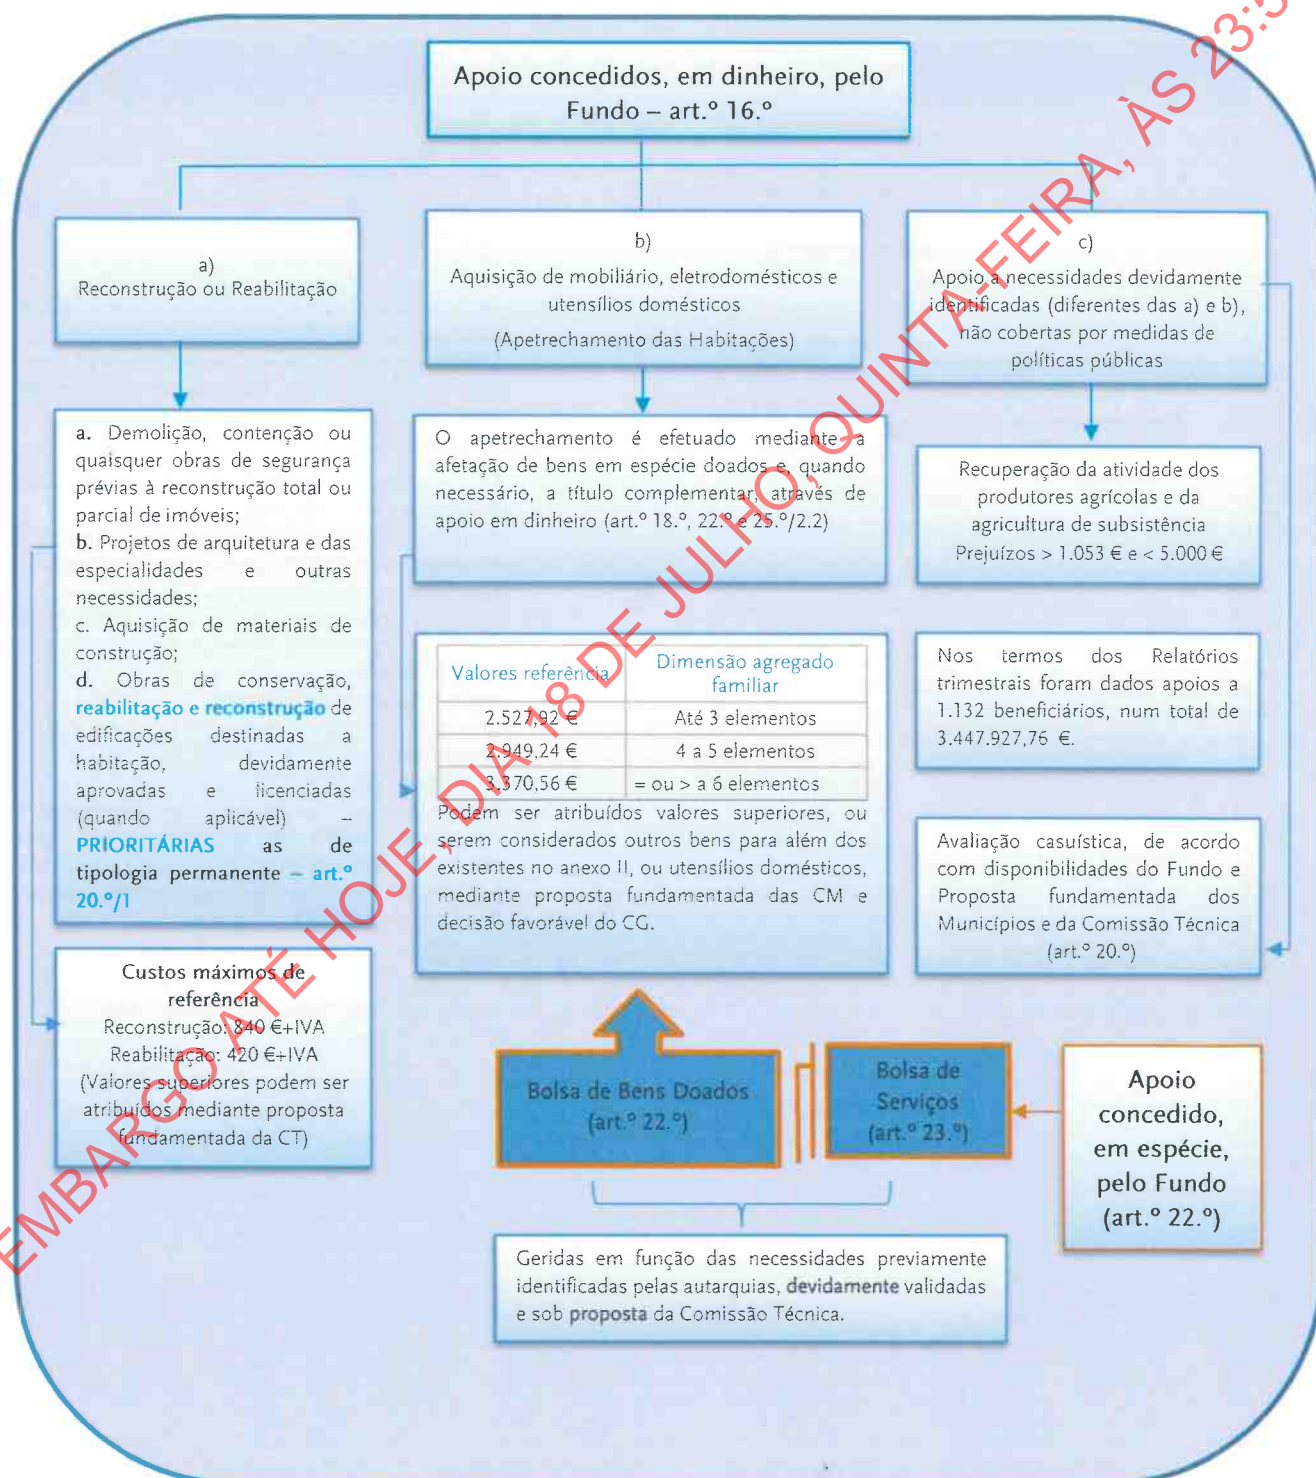 Apoio concedidos, em dinheiro, pelo
Fundo – art.º 16.º
a)
Reconstrução ou Reabilitação
b)
Aquisição de mobiliário, eletrodomésticos e
utensílios domésticos
(Apetrechamento das Habitações)
c)
Apoio a necessidades devidamente
identificadas (diferentes das a) e b),
não cobertas por medidas de
políticas públicas
a. Demolição, contenção ou
quaisquer obras de segurança
prévias à reconstrução total ou
parcial de imóveis;
b. Projetos de arquitetura e das
especialidades e outras
necessidades;
c. Aquisição de materiais de
construção;
d. Obras de conservação,
reabilitação e reconstrução de
edificações destinadas a
habitação, devidamente
aprovadas e licenciadas
(quando aplicável) –
PRIORITÁRIAS as de
tipologia permanente – art.º
20.º/1
Custos máximos de
referência
Reconstrução: 840 €+IVA
Reabilitação: 420 €+IVA
(Valores superiores podem ser
atribuídos mediante proposta
fundamentada da CT)
O apetrechamento é efetuado mediante a
afetação de bens em espécie doados e, quando
necessário, a título complementar, através de
apoio em dinheiro (art.º 18.º, 22.º e 25.º/2.2)
Valores referência Dimensão agregado
familiar
2.527,92 € Até 3 elementos
2.949,24 € 4 a 5 elementos
3.370,56 € = ou > a 6 elementos
Podem ser atribuídos valores superiores, ou
serem considerados outros bens para além dos
existentes no anexo II, ou utensílios domésticos,
mediante proposta fundamentada das CM e
decisão favorável do CG.
Recuperação da atividade dos
produtores agrícolas e da
agricultura de subsistência
Prejuízos > 1.053 € e < 5.000 €
Nos termos dos Relatórios
trimestrais foram dados apoios a
1.132 beneficiários, num total de
3.447.927,76 €.
Avaliação casuística, de acordo
com disponibilidades do Fundo e
Proposta fundamentada dos
Municípios e da Comissão Técnica
(art.º 20.º)
Bolsa de Bens Doados
(art.º 22.º)
Bolsa de
Serviços
(art.º 23.º)
Apoio
concedido,
em espécie,
pelo Fundo
(art.º 22.º)
Geridas em função das necessidades previamente
identificadas pelas autarquias, devidamente validadas
e sob proposta da Comissão Técnica.
EMBARGO ATÉ HOJE, DIA 18 DE JULHO, QUINTA-FEIRA, ÀS 23:5